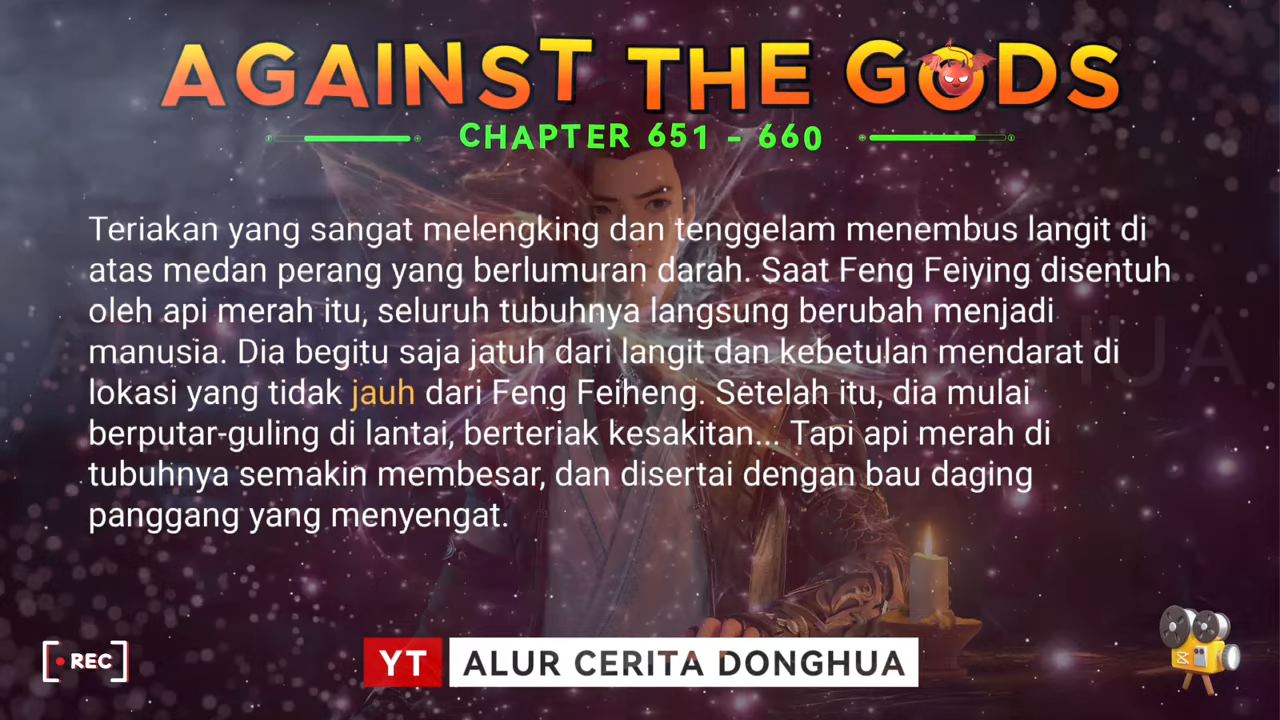 AGAINST THE GODS
CHAPTER 651 - 660
Teriakan yang sangat melengking dan tenggelam menembus langit di
atas medan perang yang berlumuran darah. Saat Feng Feiying disentuh
oleh api merah itu, seluruh tubuhnya langsung berubah menjadi
manusia. Dia begitu saja jatuh dari langit dan kebetulan mendarat di
lokasi yang tidak jauh dari Feng Feiheng. Setelah itu, dia mulai
berputar-guling di lantai, berteriak kesakitan... Tapi api merah di
tubuhnya semakin membesar, dan disertai dengan bau daging
panggang yang menyengat.
REC
YT ALUR CERITA DONGHUA